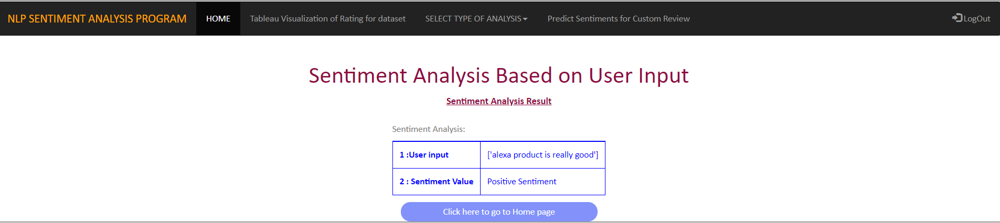 NLP SENTIMENT ANALYSIS PROGRAM HOME Tableau Visualization of Rating for dataset SELECT TYPE OF ANALYSIS Predict Sentiments for Custom Review LogOut
Sentiment Analysis Based on User Input
Sentiment Analysis Result
Sentiment Analysis:
1 :User input ['alexa product is really good']
2 : Sentiment Value Positive Sentiment
Click here to go to Home page